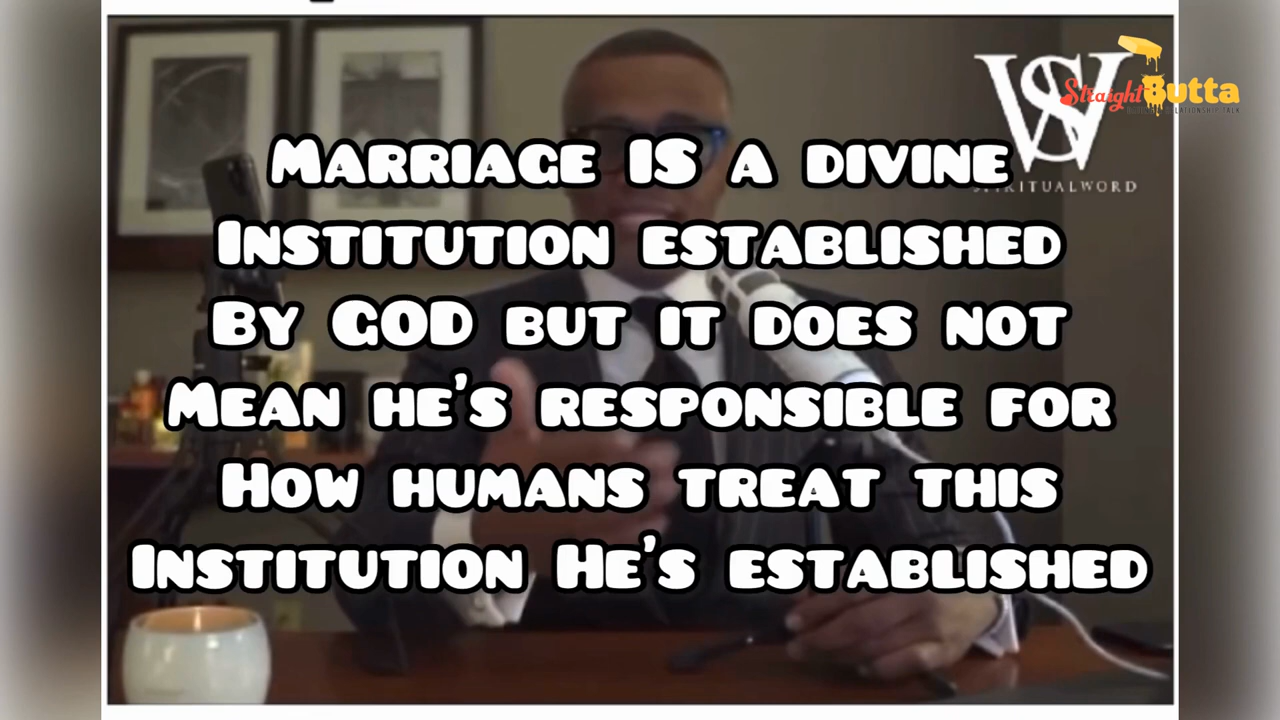 WS
StraightButta
SPIRITUALWORD
Marriage IS a divine
Institution established
By GOD but it does not
Mean he's responsible for
How humans treat this
Institution He's established